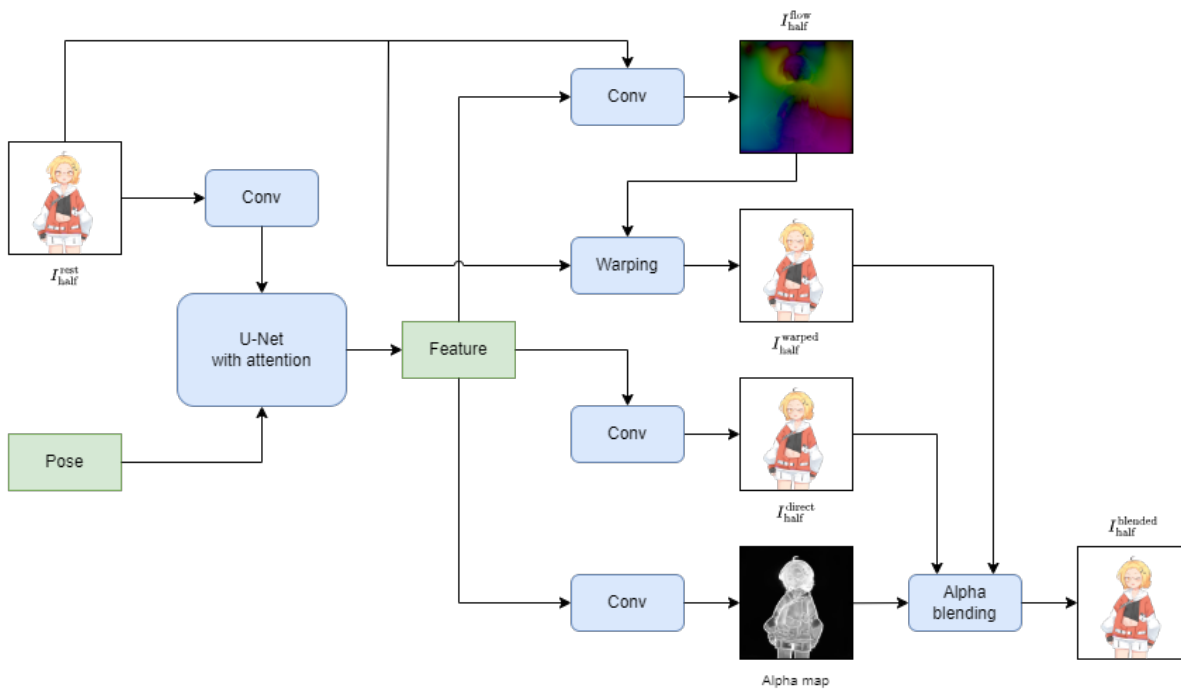 I_half^flow
Conv
Conv
I_half^rest
Warping
U-Net
with attention
Feature
I_half^warped
Conv
Pose
I_half^direct
I_half^blended
Conv
Alpha
blending
Alpha map